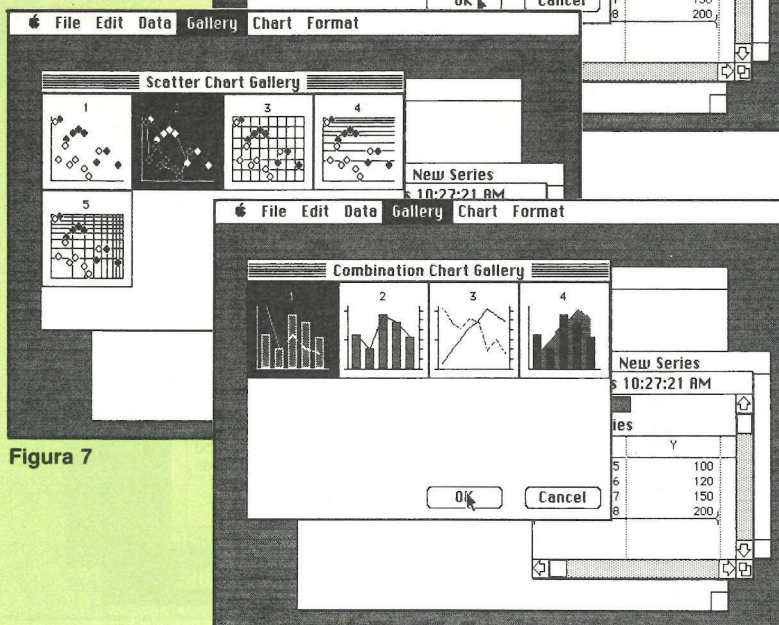 OK Cancel
150
8 200
File Edit Data Gallery Chart Format
Scatter Chart Gallery
1 2 3 4
5
New Series
s 10:27:21 AM
File Edit Data Gallery Chart Format
Combination Chart Gallery
1 2 3 4
New Series
s 10:27:21 AM
ies
Y
5 100
6 120
7 150
8 200
OK Cancel
Figura 7